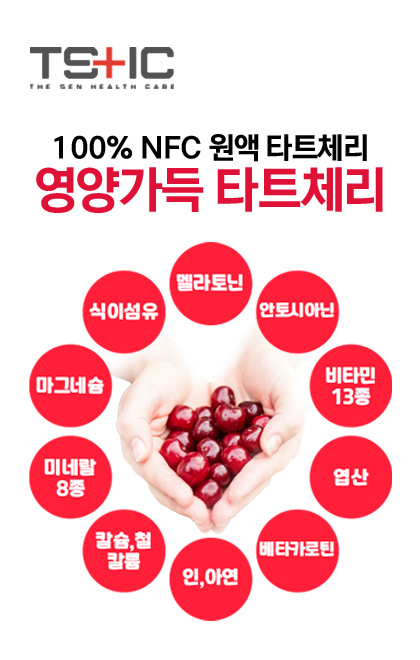 TS+IC
THE SEN HEALTH CARE
100% NFC 원액 타트체리
영양가득 타트체리
멜라토닌
안토시아닌
비타민
13종
엽산
베타카로틴
인,아연
칼슘,철
칼륨
미네랄
8종
마그네슘
식이섬유